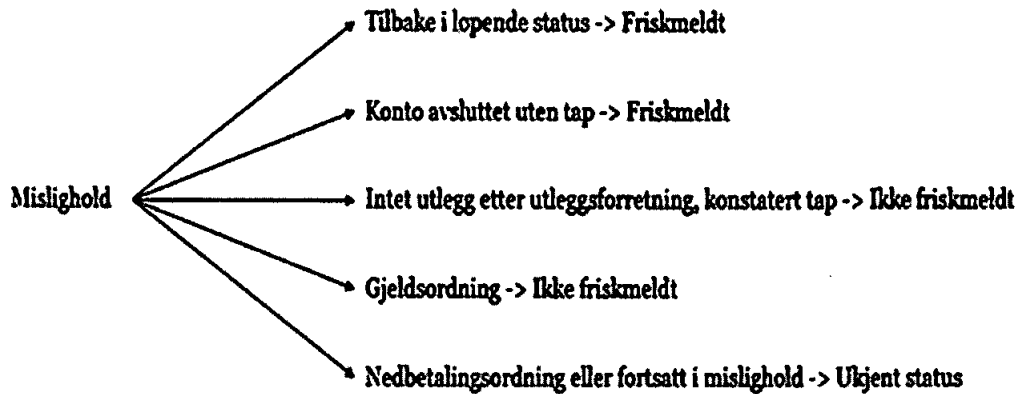 Tilbake i løpende status -> Friskmeldt
Konto avsluttet uten tap -> Friskmeldt
Mislighold
Intet utlegg etter utleggsforretning, konstatert tap -> Ikke friskmeldt
Gjeldsordning -> Ikke friskmeldt
Nedbetalingsordning eller fortsatt i mislighold -> Ukjent status